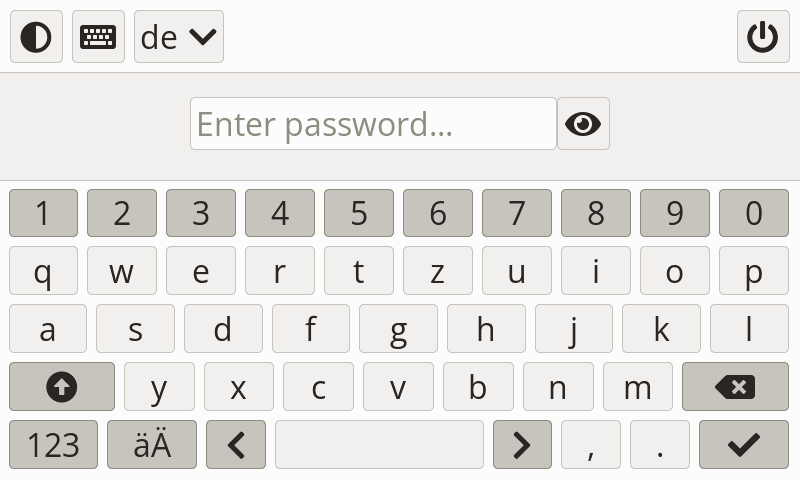 de
Enter password...
1 2 3 4 5 6 7 8 9 0
q w e r t z u i o p
a s d f g h j k l
y x c v b n m
123 äÄ , .